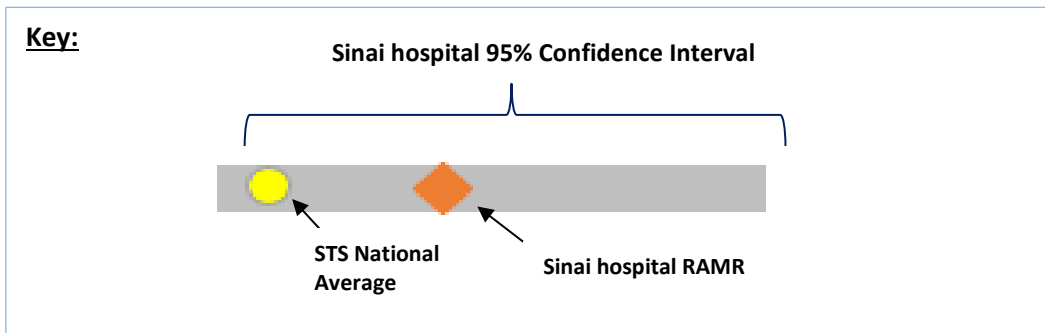 Key:
Sinai hospital 95% Confidence Interval
STS National
Average
Sinai hospital RAMR